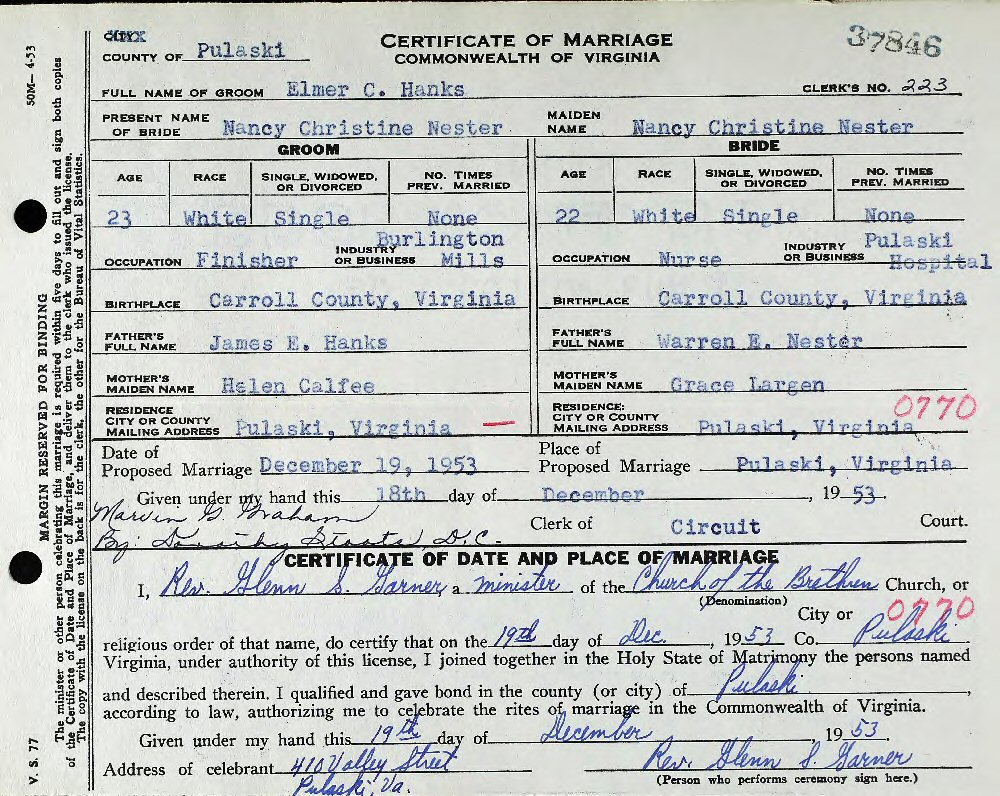 COUNTY OF Pulaski
CERTIFICATE OF MARRIAGE
COMMONWEALTH OF VIRGINIA
37846
FULL NAME OF GROOM Elmer C. Hanks CLERK'S NO. 223
PRESENT NAME OF BRIDE Nancy Christine Nester MAIDEN NAME Nancy Christine Nester
GROOM BRIDE
AGE RACE SINGLE, WIDOWED, OR DIVORCED NO. TIMES PREV. MARRIED AGE RACE SINGLE, WIDOWED, OR DIVORCED NO. TIMES PREV. MARRIED
23 White Single None 22 White Single None
OCCUPATION Finisher INDUSTRY OR BUSINESS Burlington Mills OCCUPATION Nurse INDUSTRY OR BUSINESS Pulaski Hospital
BIRTHPLACE Carroll County, Virginia BIRTHPLACE Carroll County, Virginia
FATHER'S FULL NAME James E. Hanks FATHER'S FULL NAME Warren E. Nester
MOTHER'S MAIDEN NAME Helen Calfee MOTHER'S MAIDEN NAME Grace Largen
RESIDENCE CITY OR COUNTY MAILING ADDRESS Pulaski, Virginia RESIDENCE: CITY OR COUNTY MAILING ADDRESS Pulaski, Virginia 0770
Date of Proposed Marriage December 19, 1953 Place of Proposed Marriage Pulaski, Virginia
Given under my hand this 18th day of December, 1953.
Marvin G Graham
By: Dorothy Staats D.C. Clerk of Circuit Court.
CERTIFICATE OF DATE AND PLACE OF MARRIAGE
I, Rev. Glenn S. Garner, a minister of the Church of the Brethren Church, or
(Denomination)
0770
religious order of that name, do certify that on the 19th day of Dec., 1953 City or Co. Pulaski
Virginia, under authority of this license, I joined together in the Holy State of Matrimony the persons named
and described therein. I qualified and gave bond in the county (or city) of Pulaski,
according to law, authorizing me to celebrate the rites of marriage in the Commonwealth of Virginia.
Given under my hand this 19th day of December, 1953.
Address of celebrant 410 Valley Street Rev. Glenn S. Garner
Pulaski, Va. (Person who performs ceremony sign here.)
V. S. 77 MARGIN RESERVED FOR BINDING 50M—4-53
The minister or other person celebrating this marriage is required within five days to fill out and sign both copies
of the Certificate of Date and Place of Marriage, and deliver them to the clerk who issued the license.
The copy with the license on the back is for the clerk, the other for the Bureau of Vital Statistics.